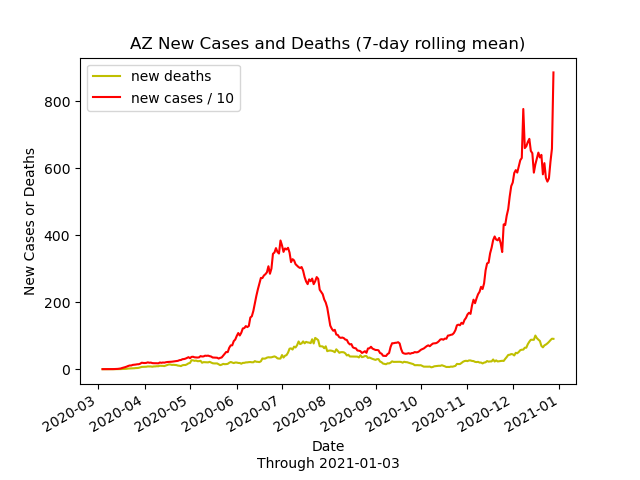 AZ New Cases and Deaths (7-day rolling mean)
new deaths
new cases / 10
New Cases or Deaths
800
600
400
200
0
2020-03
2020-04
2020-05
2020-06
2020-07
2020-08
2020-09
2020-10
2020-11
2020-12
2021-01
Date
Through 2021-01-03